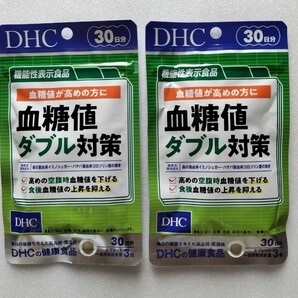 DHC
30日分
機能性表示食品
血糖値が高めの方に
血糖値
ダブル対策
高めの空腹時血糖値を下げる
食後血糖値の上昇を抑える
DHC
30日分
DHCの健康食品
DHC
30日分
機能性表示食品
血糖値が高めの方に
血糖値
ダブル対策
高めの空腹時血糖値を下げる
食後血糖値の上昇を抑える
DHC
30
DHCの健康食品